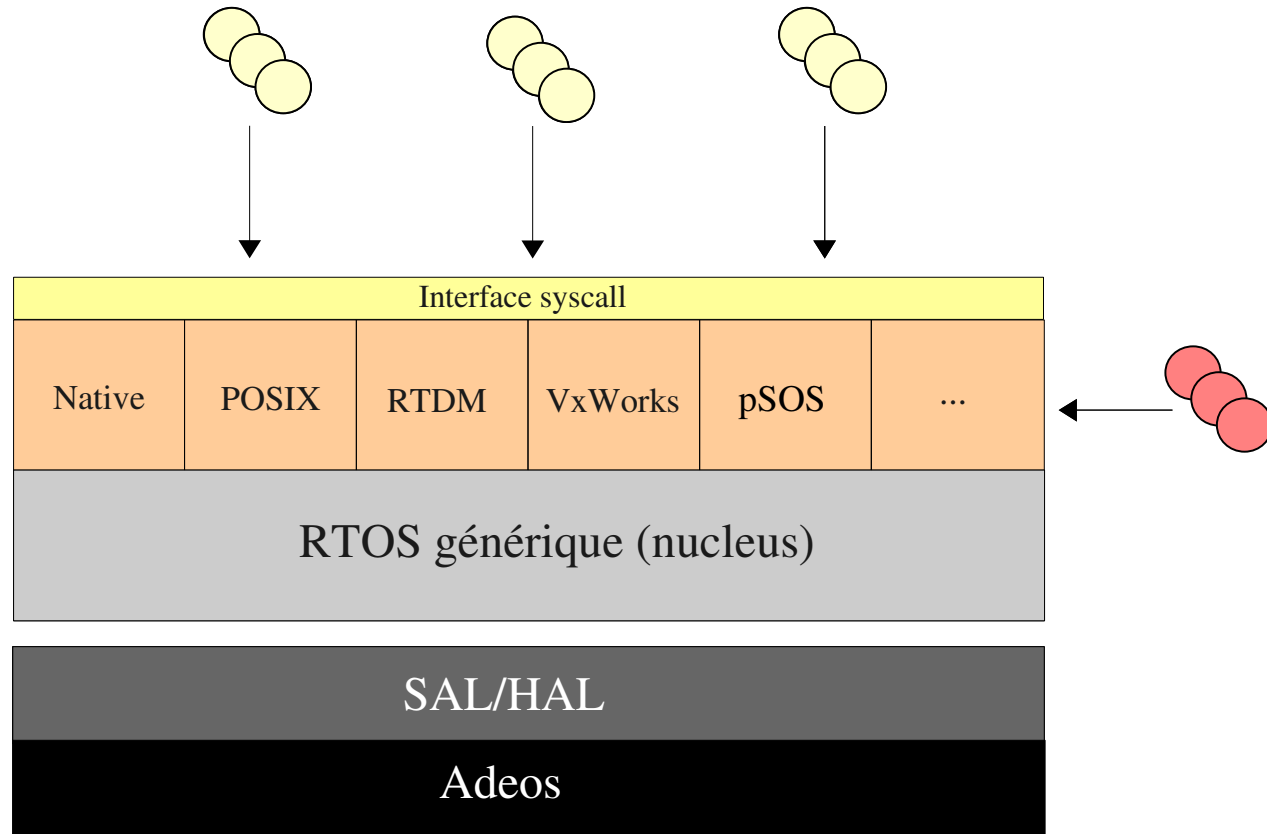 Interface syscall
Native POSIX RTDM VxWorks pSOS ...
RTOS générique (nucleus)
SAL/HAL
Adeos